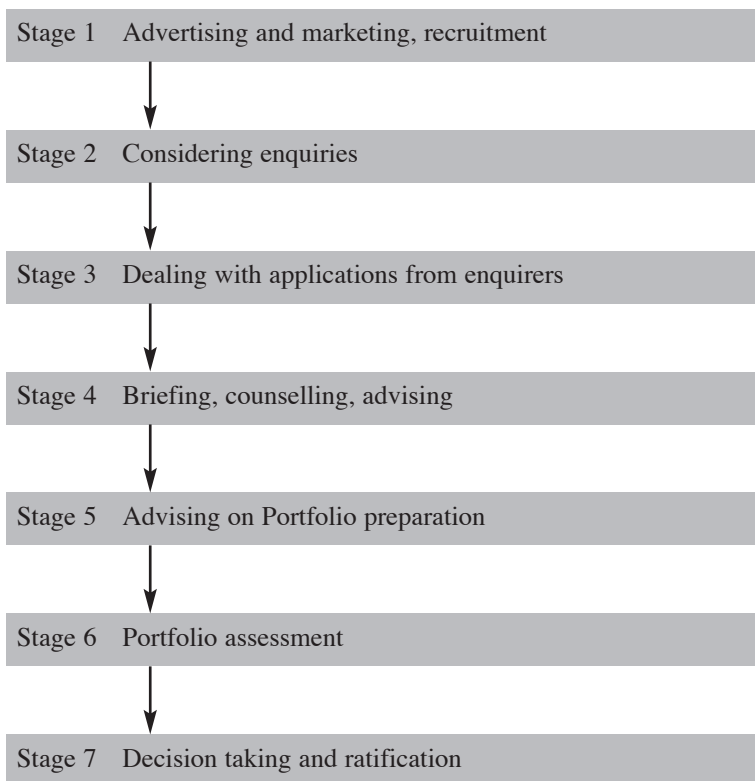 Stage 1 Advertising and marketing, recruitment
Stage 2 Considering enquiries
Stage 3 Dealing with applications from enquirers
Stage 4 Briefing, counselling, advising
Stage 5 Advising on Portfolio preparation
Stage 6 Portfolio assessment
Stage 7 Decision taking and ratification